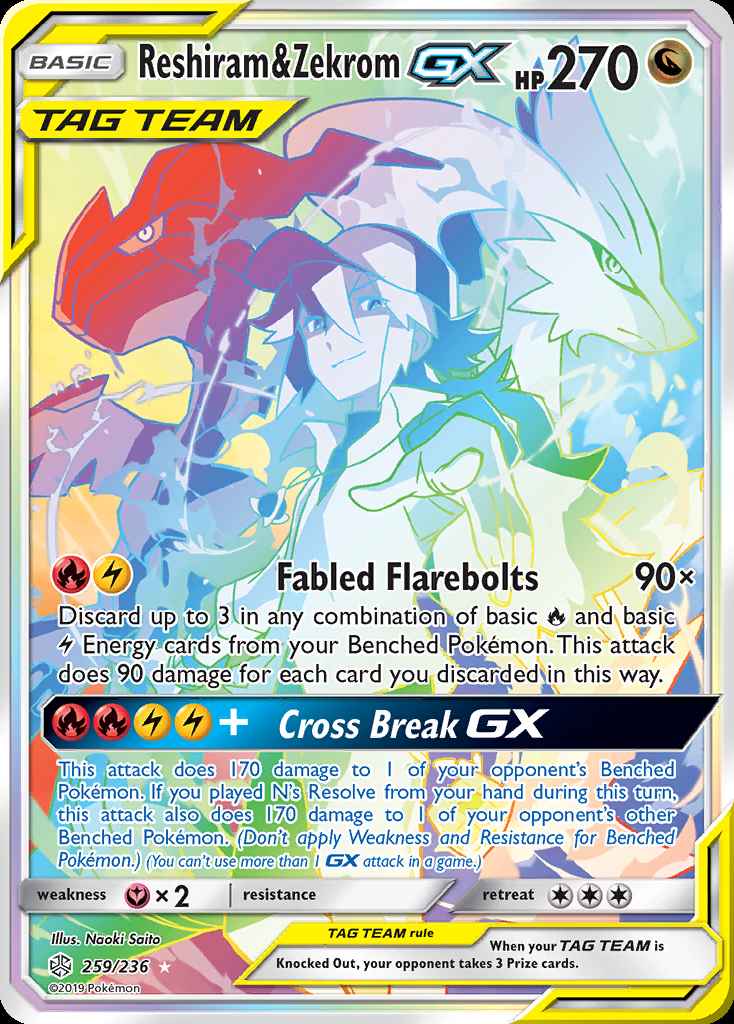 BASIC Reshiram&Zekrom GX HP270
TAG TEAM
Fabled Flarebolts 90×
Discard up to 3 in any combination of basic and basic
Energy cards from your Benched Pokémon. This attack
does 90 damage for each card you discarded in this way.
+ Cross Break GX
This attack does 170 damage to 1 of your opponent's Benched
Pokémon. If you played N's Resolve from your hand during this turn,
this attack also does 170 damage to 1 of your opponent's other
Benched Pokémon. (Don't apply Weakness and Resistance for Benched
Pokémon.) (You can't use more than 1 GX attack in a game.)
weakness ×2 resistance retreat
Illus. Naoki Saito
259/236
©2019 Pokémon
TAG TEAM rule
When your TAG TEAM is
Knocked Out, your opponent takes 3 Prize cards.